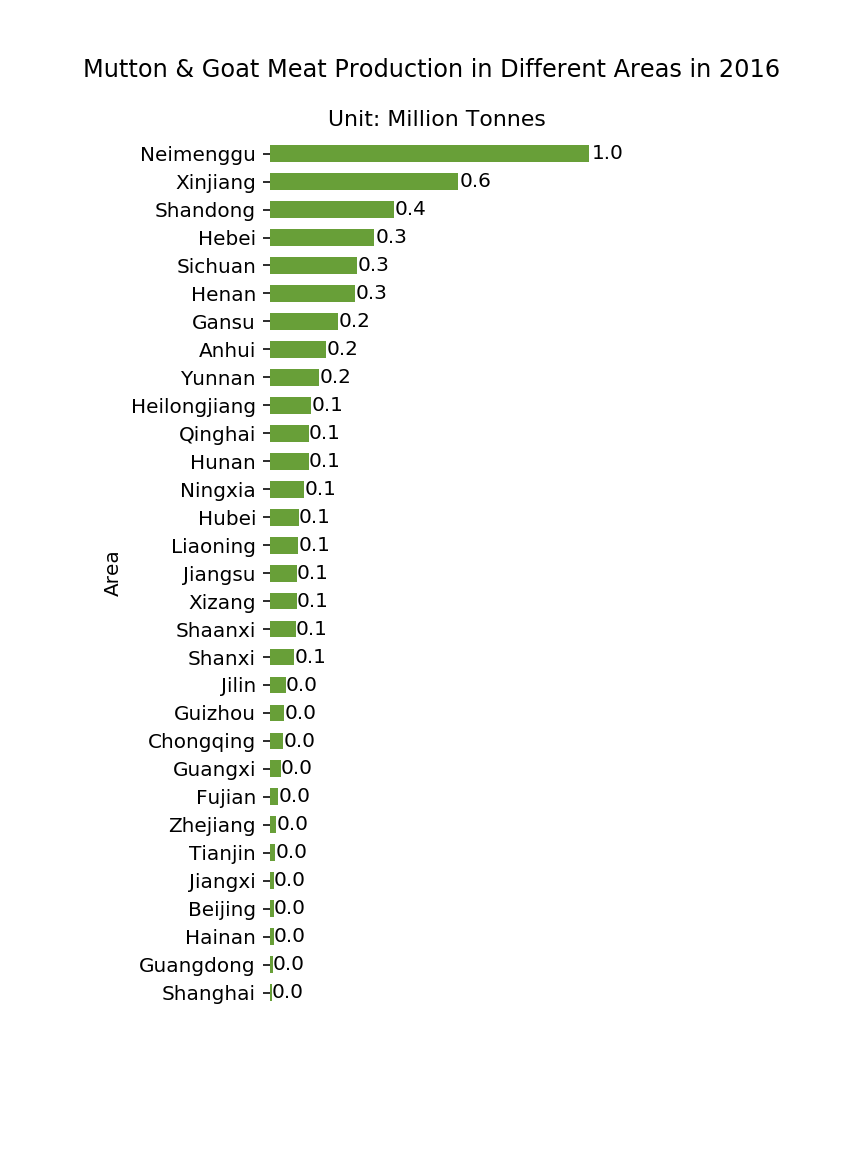 Mutton & Goat Meat Production in Different Areas in 2016
Unit: Million Tonnes
Neimenggu 1.0
Xinjiang 0.6
Shandong 0.4
Hebei 0.3
Sichuan 0.3
Henan 0.3
Gansu 0.2
Anhui 0.2
Yunnan 0.2
Heilongjiang 0.1
Qinghai 0.1
Hunan 0.1
Ningxia 0.1
Hubei 0.1
Liaoning 0.1
Area
Jiangsu 0.1
Xizang 0.1
Shaanxi 0.1
Shanxi 0.1
Jilin 0.0
Guizhou 0.0
Chongqing 0.0
Guangxi 0.0
Fujian 0.0
Zhejiang 0.0
Tianjin 0.0
Jiangxi 0.0
Beijing 0.0
Hainan 0.0
Guangdong 0.0
Shanghai 0.0